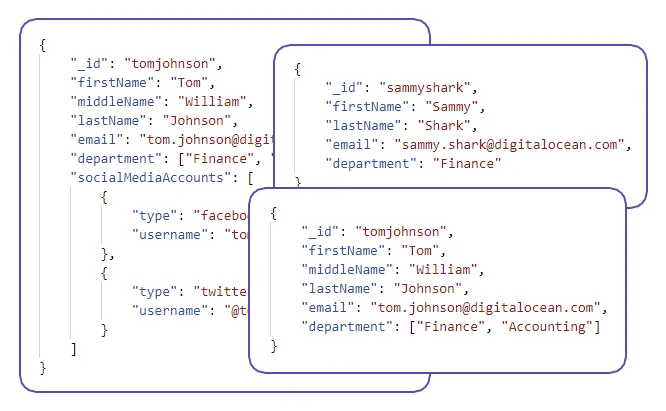 {
"_id": "tomjohnson",
"firstName": "Tom",
"middleName": "William",
"lastName": "Johnson",
"email": "tom.johnson@digit
"department": ["Finance", "
"socialMediaAccounts": [
{
"type": "facebo
"username": "to
},
{
"type": "twitte
"username": "@t
}
]
}
{
"_id": "sammyshark",
"firstName": "Sammy",
"lastName": "Shark",
"email": "sammy.shark@digitalocean.com",
"department": "Finance"
}
{
"_id": "tomjohnson",
"firstName": "Tom",
"middleName": "William",
"lastName": "Johnson",
"email": "tom.johnson@digitalocean.com",
"department": ["Finance", "Accounting"]
}